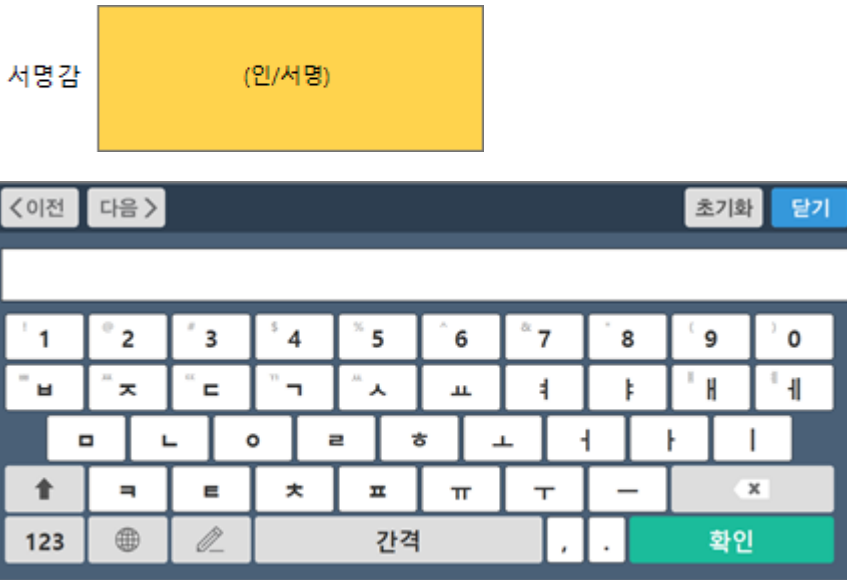 서명감 (인/서명)
<이전 다음> 초기화 닫기
! 1 @ 2 # 3 $ 4 % 5 ^ 6 & 7 * 8 ( 9 ) 0
ㅃ ㅂ ㅉ ㅈ ㄸ ㄷ ㄲ ㄱ ㅆ ㅅ ㅛ ㅕ ㅑ ㅒ ㅐ ㅖ ㅔ
ㅁ ㄴ ㅇ ㄹ ㅎ ㅗ ㅓ ㅏ ㅣ
ㅋ ㅌ ㅊ ㅍ ㅠ ㅜ ㅡ x
123 간격 , . 확인